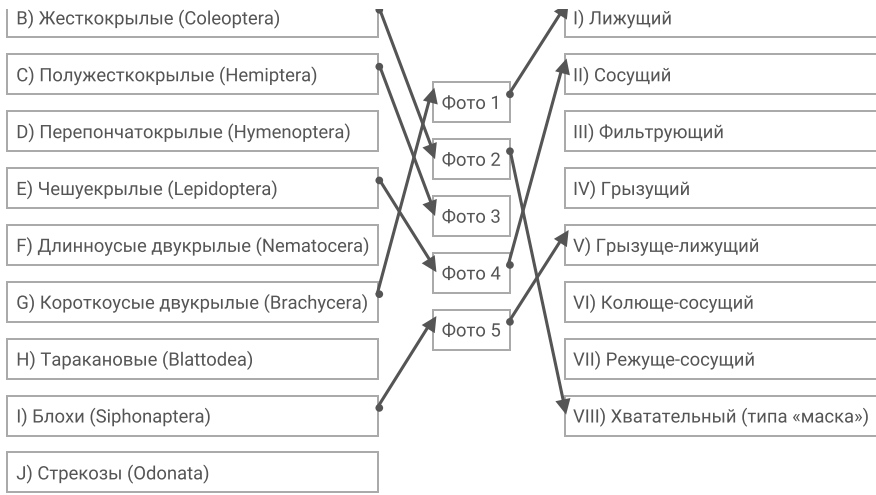 B) Жесткокрылые (Coleoptera)
C) Полужесткокрылые (Hemiptera)
D) Перепончатокрылые (Hymenoptera)
E) Чешуекрылые (Lepidoptera)
F) Длинноусые двукрылые (Nematocera)
G) Короткоусые двукрылые (Brachycera)
H) Таракановые (Blattodea)
I) Блохи (Siphonaptera)
J) Стрекозы (Odonata)
Фото 1
Фото 2
Фото 3
Фото 4
Фото 5
I) Лижущий
II) Сосущий
III) Фильтрующий
IV) Грызущий
V) Грызуще-лижущий
VI) Колюще-сосущий
VII) Режуще-сосущий
VIII) Хватательный (типа «маска»)